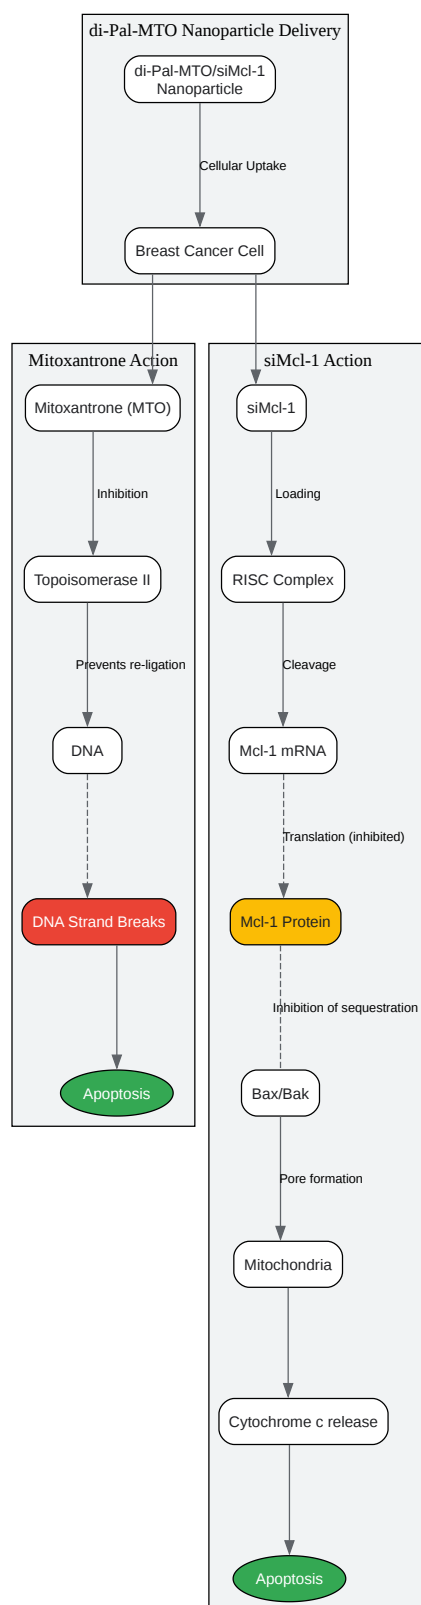 di-Pal-MTO Nanoparticle Delivery
di-Pal-MTO/siMcl-1
Nanoparticle
Cellular Uptake
Breast Cancer Cell
Mitoxantrone Action
Mitoxantrone (MTO)
Inhibition
Topoisomerase II
Prevents re-ligation
DNA
DNA Strand Breaks
Apoptosis
siMcl-1 Action
siMcl-1
Loading
RISC Complex
Cleavage
Mcl-1 mRNA
Translation (inhibited)
Mcl-1 Protein
Inhibition of sequestration
Bax/Bak
Pore formation
Mitochondria
Cytochrome c release
Apoptosis